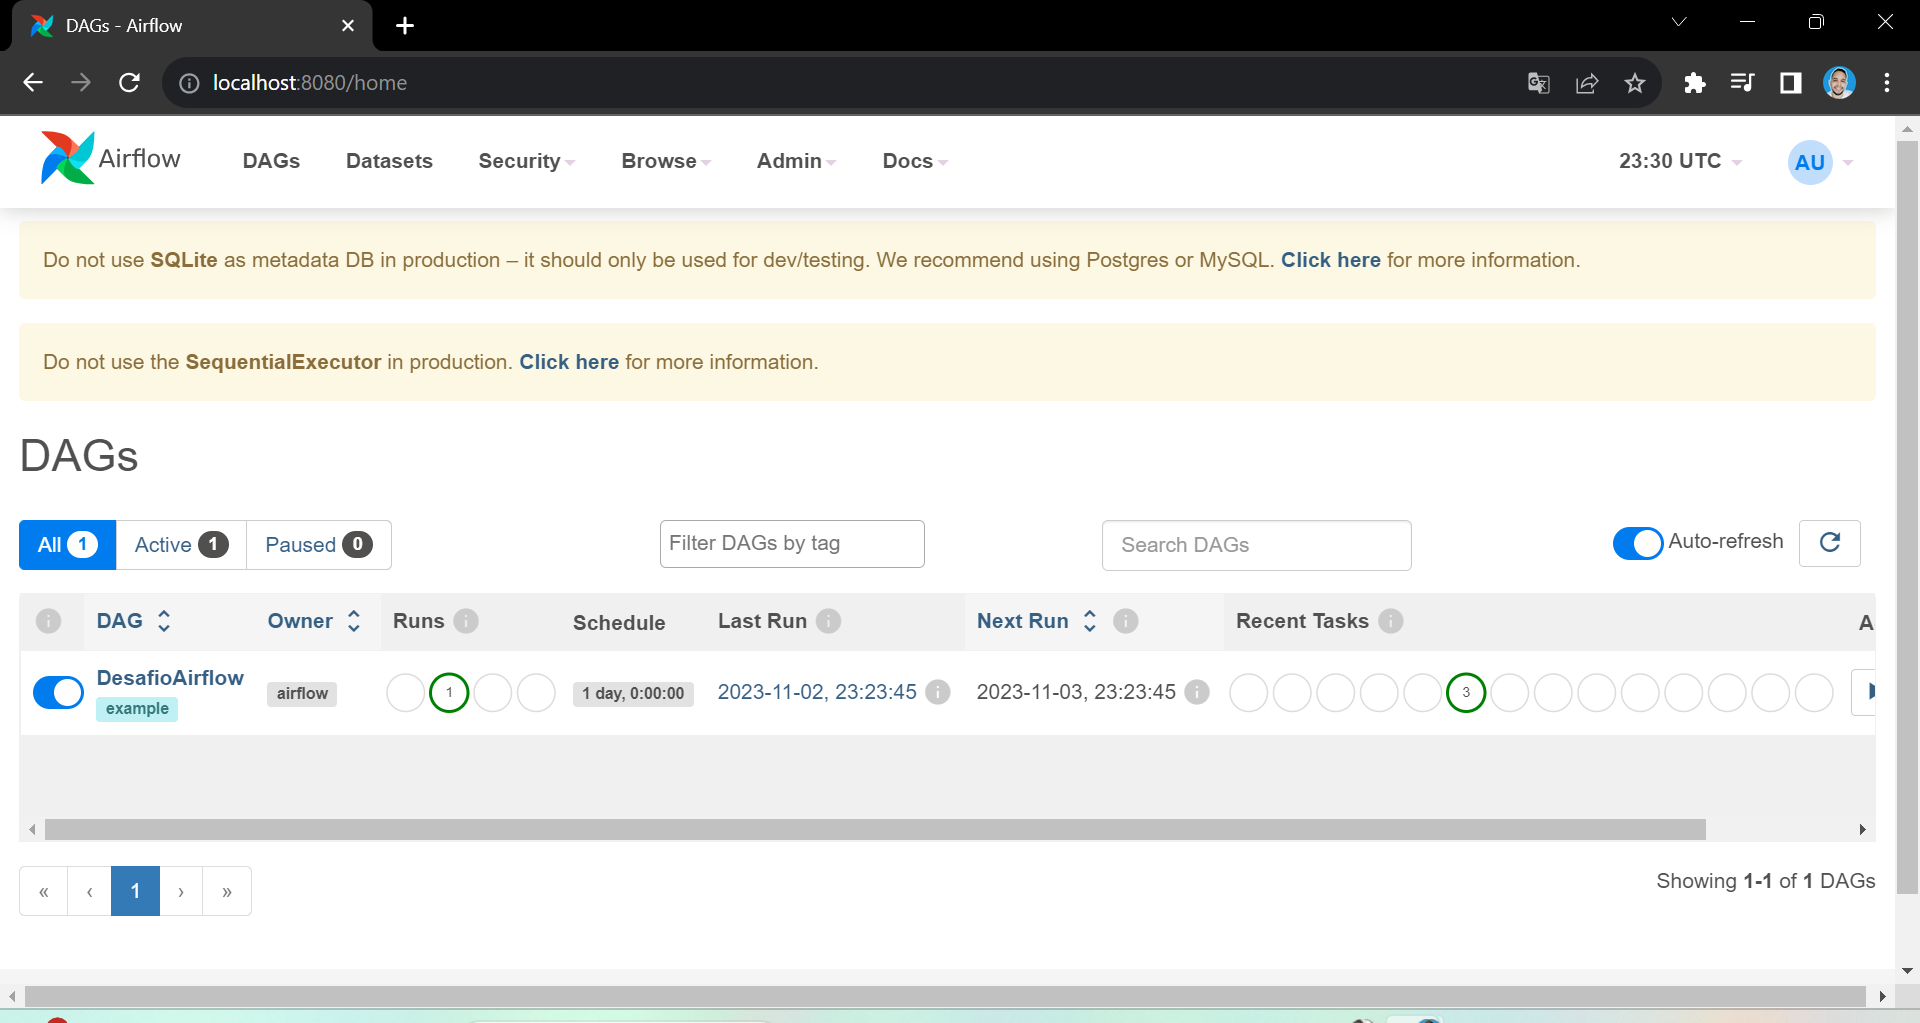 DAGs - Airflow
localhost:8080/home
Airflow DAGs Datasets Security Browse Admin Docs 23:30 UTC AU
Do not use SQLite as metadata DB in production – it should only be used for dev/testing. We recommend using Postgres or MySQL. Click here for more information.
Do not use the SequentialExecutor in production. Click here for more information.
DAGs
All 1 Active 1 Paused 0 Filter DAGs by tag Search DAGs Auto-refresh
DAG Owner Runs Schedule Last Run Next Run Recent Tasks A
DesafioAirflow airflow 1 1 day, 0:00:00 2023-11-02, 23:23:45 2023-11-03, 23:23:45 3
example
« ‹ 1 › »
Showing 1-1 of 1 DAGs